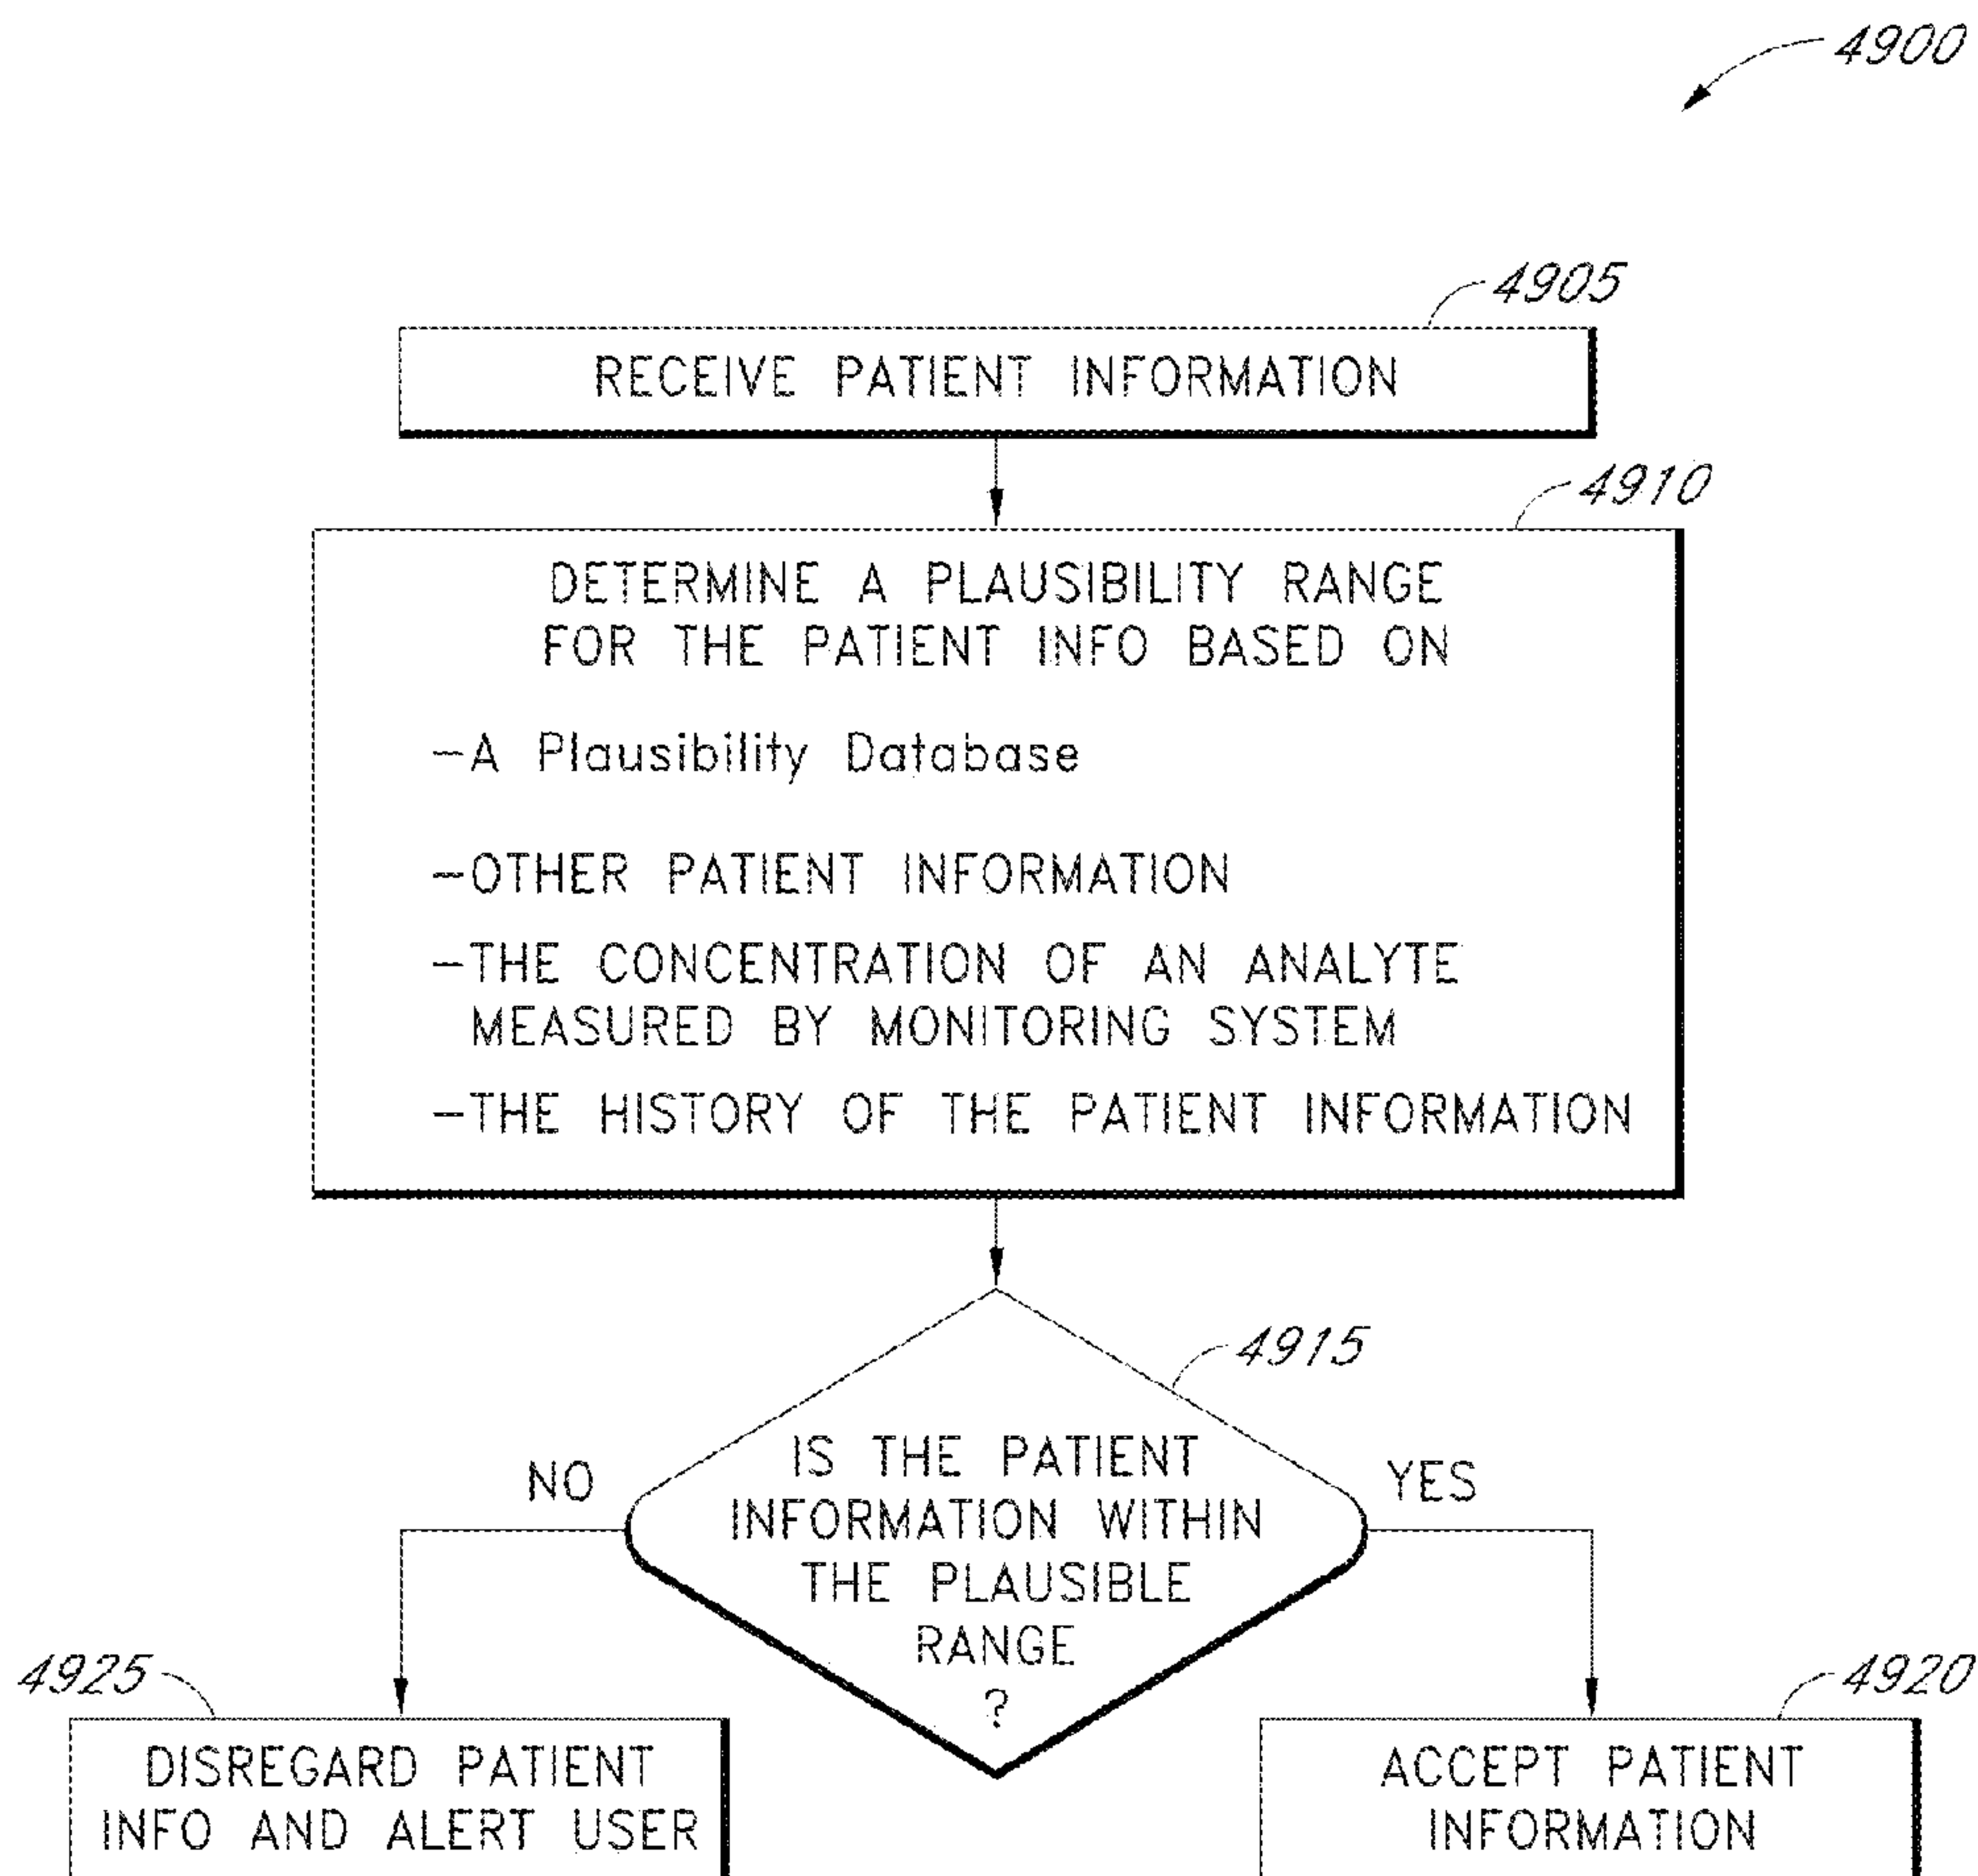 4900
4905
RECEIVE PATIENT INFORMATION
4910
DETERMINE A PLAUSIBILITY RANGE
FOR THE PATIENT INFO BASED ON
-A Plausibility Database
-OTHER PATIENT INFORMATION
-THE CONCENTRATION OF AN ANALYTE
MEASURED BY MONITORING SYSTEM
-THE HISTORY OF THE PATIENT INFORMATION
4915
IS THE PATIENT
INFORMATION WITHIN
THE PLAUSIBLE
RANGE
?
NO
YES
4925
DISREGARD PATIENT
INFO AND ALERT USER
4920
ACCEPT PATIENT
INFORMATION